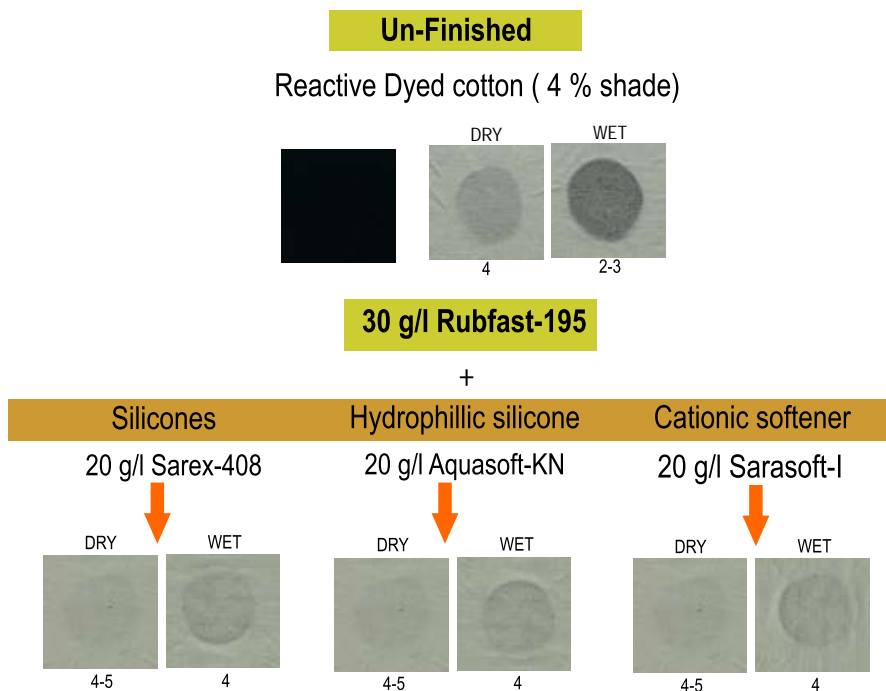 Un-Finished
Reactive Dyed cotton ( 4 % shade)
DRY WET
4 2-3
30 g/l Rubfast-195
+
Silicones Hydrophillic silicone Cationic softener
20 g/l Sarex-408 20 g/l Aquasoft-KN 20 g/l Sarasoft-I
DRY WET DRY WET DRY WET
4-5 4 4-5 4 4-5 4